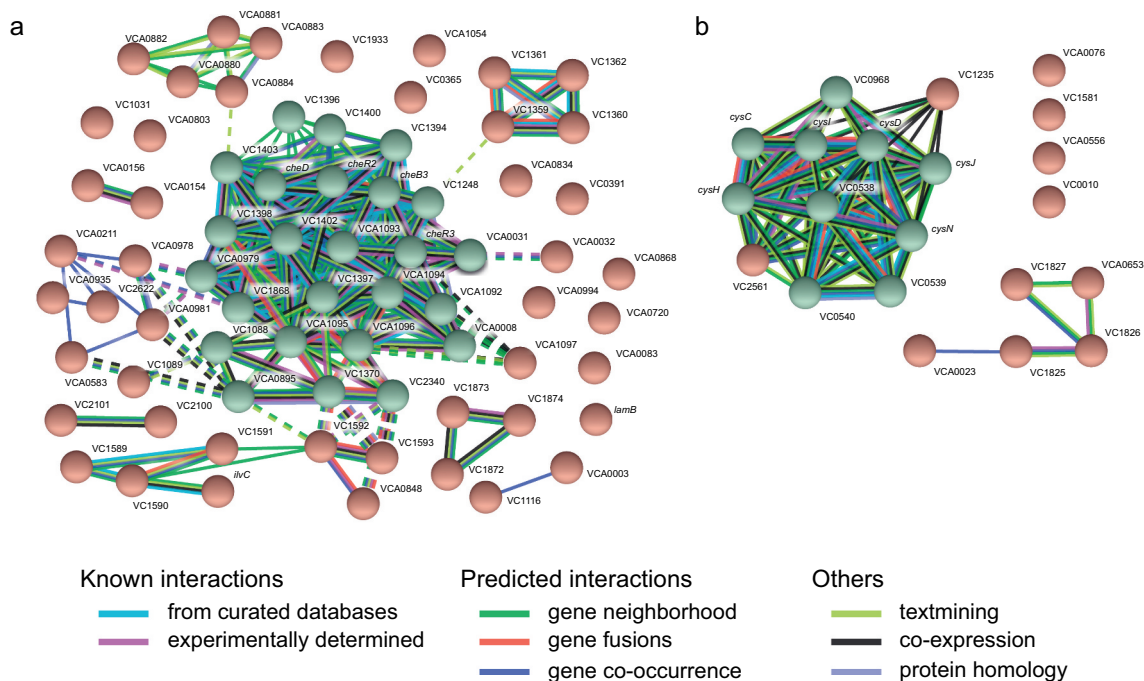 a
VCA0881
VCA0882
VCA0883
VCA0880
VCA0884
VC1933
VCA1054
VC0365
VC1361
VC1362
VC1359
VC1360
VC1031
VCA0803
VC1396
VC1400
VC1394
VC1403
cheD
cheR2
cheB3
VC1248
VCA0834
VC0391
VCA0156
VCA0154
VC1398
VC1402
VCA1093
cheR3
VCA0031
VCA0032
VCA0211
VCA0978
VCA0979
VCA0868
VCA0935
VC2622
VC1868
VC1397
VCA1094
VCA1092
VCA0994
VCA0981
VCA0720
VC1088
VCA1095
VCA1096
VCA0008
VCA1097
VCA0083
VCA0583
VC1089
VCA0895
VC1370
VC2340
VC1873
VC1874
lamB
VC2101
VC2100
VC1591
VC1592
VC1593
VC1589
ilvC
VC1590
VCA0848
VC1872
VC1116
VCA0003
b
VC0968
VC1235
cysC
cysI
cysD
cysJ
cysH
VC0538
cysN
VC2561
VC0540
VC0539
VCA0076
VC1581
VCA0556
VC0010
VC1827
VCA0653
VC1826
VCA0023
VC1825
Known interactions
from curated databases
experimentally determined
Predicted interactions
gene neighborhood
gene fusions
gene co-occurrence
Others
textmining
co-expression
protein homology